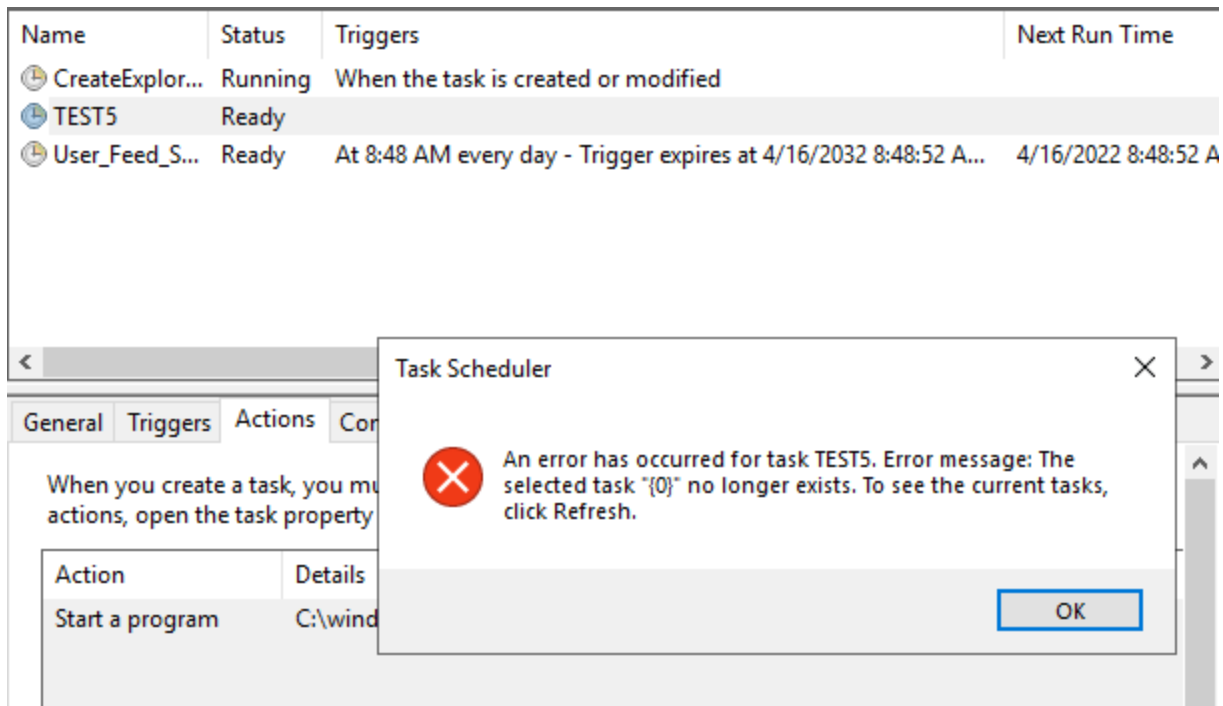 Name Status Triggers Next Run Time
CreateExplor... Running When the task is created or modified
TEST5 Ready
User_Feed_S... Ready At 8:48 AM every day - Trigger expires at 4/16/2032 8:48:52 A... 4/16/2022 8:48:52 A
Task Scheduler
An error has occurred for task TEST5. Error message: The
selected task "{0}" no longer exists. To see the current tasks,
click Refresh.
OK
General Triggers Actions Cor
When you create a task, you mu
actions, open the task property
Action Details
Start a program C:\wind